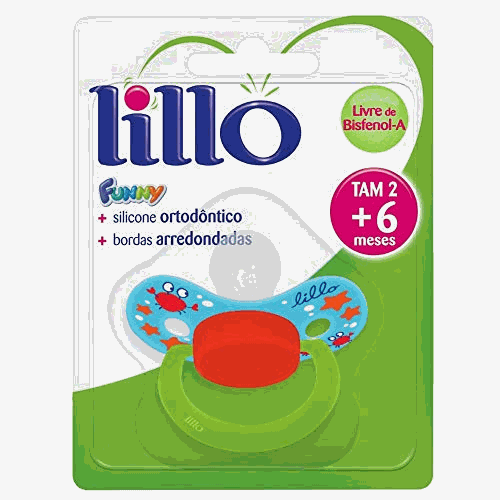 lillo
Livre de
Bisfenol-A
FUNNY
+ silicone ortodôntico
+ bordas arredondadas
TAM 2
+6
meses
lillo
lillo